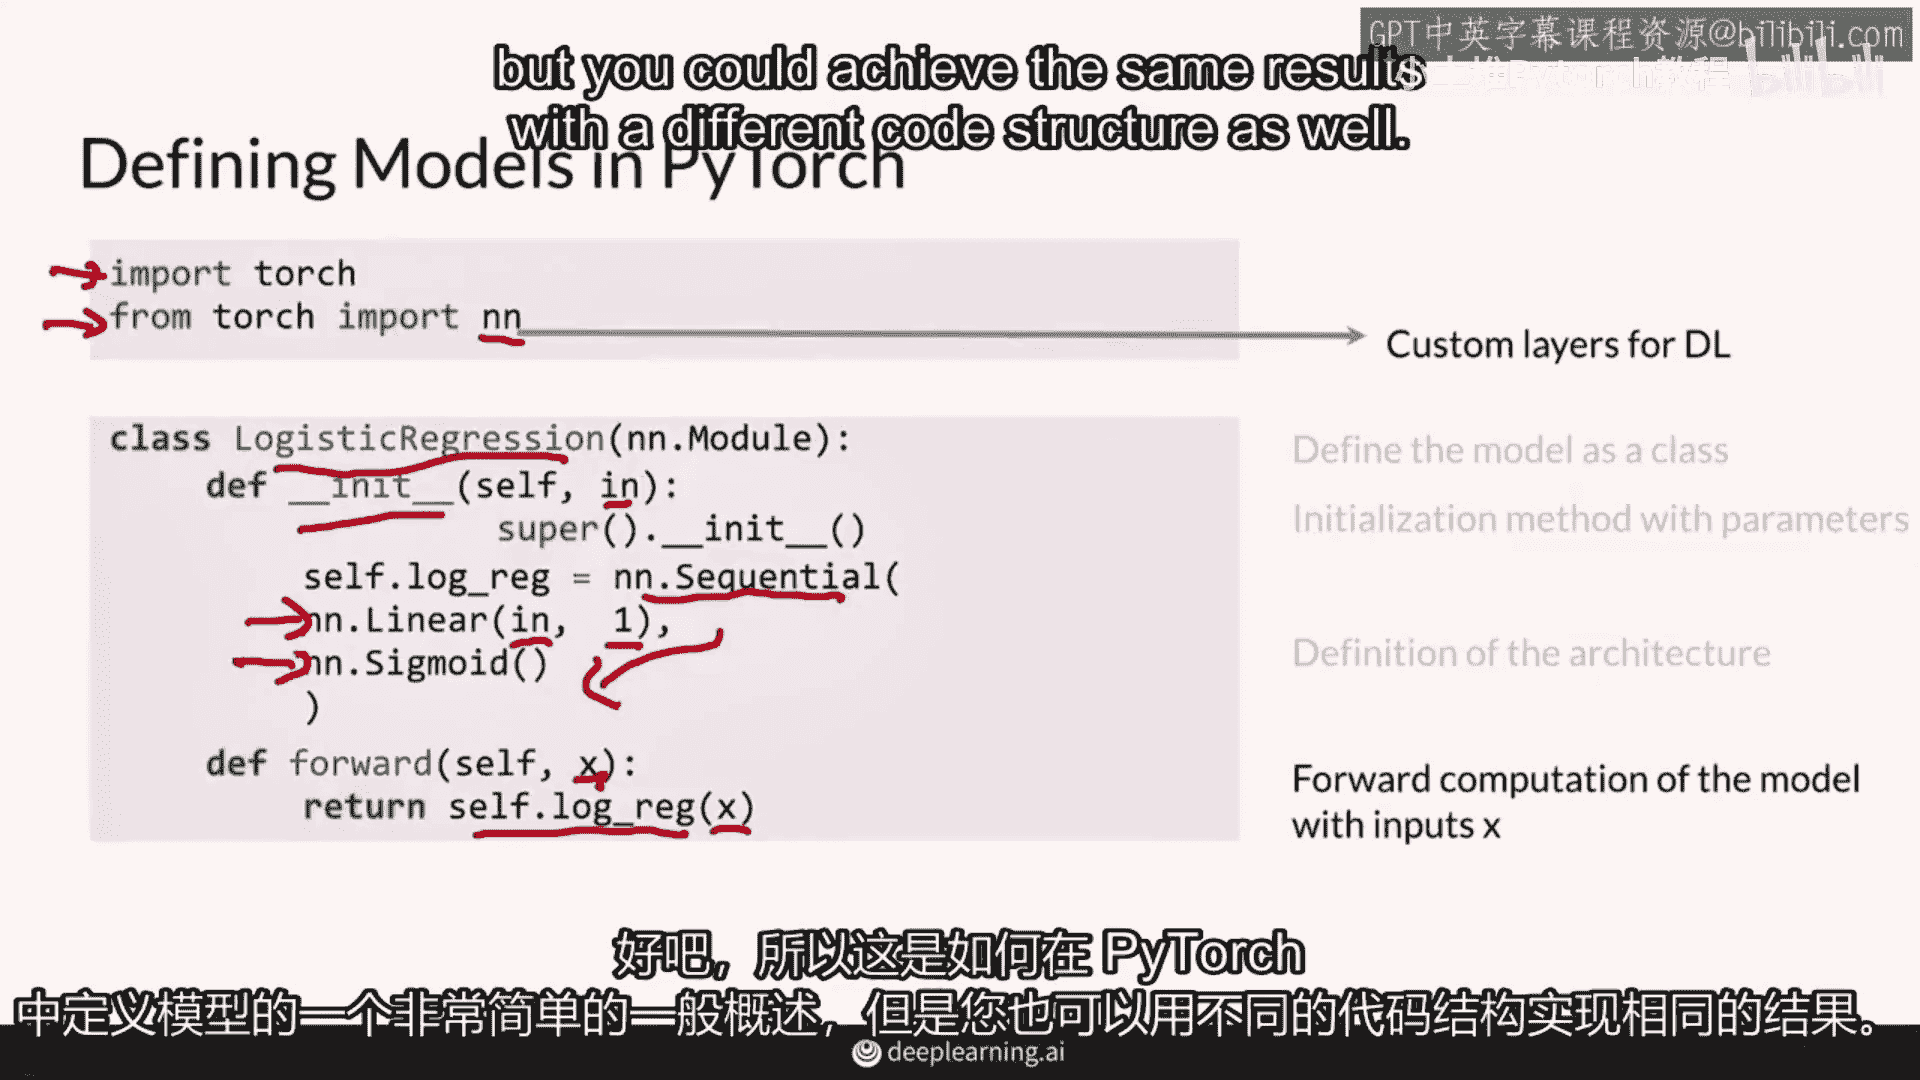 GPT中英字幕课程资源@bilibili.com
but you could achieve the same results
with a different code structure as well.
Defining Models in PyTorch
import torch
from torch import nn
Custom layers for DL
class LogisticRegression(nn.Module):
Define the model as a class
def __init__(self, in):
Initialization method with parameters
super().__init__()
self.log_reg = nn.Sequential(
nn.Linear(in, 1),
Definition of the architecture
nn.Sigmoid()
)
def forward(self, x):
Forward computation of the model
with inputs x
return self.log_reg(x)
好吧，所以这是如何在 PyTorch
中定义模型的一个非常简单的一般概述，但是您也可以用不同的代码结构实现相同的结果。
deeplearning.ai